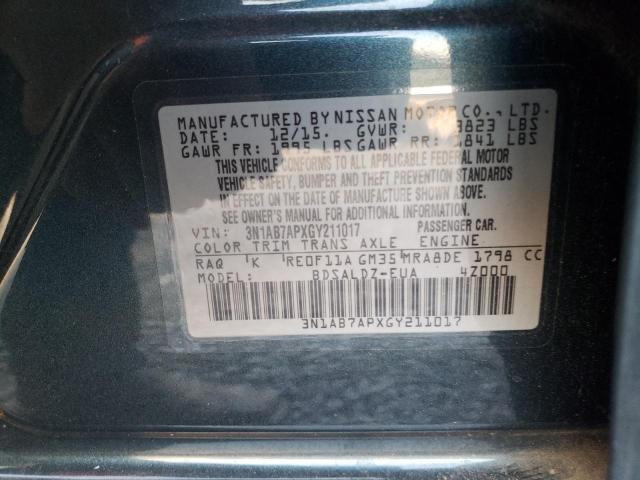 MANUFACTURED BY NISSAN MOTOR CO., LTD.
DATE: 12/15. GVWR: 3823 LBS
GAWR FR: 1995 LBS GAWR RR: 1841 LBS
THIS VEHICLE CONFORMS TO ALL APPLICABLE FEDERAL MOTOR
VEHICLE SAFETY, BUMPER AND THEFT PREVENTION STANDARDS
IN EFFECT ON THE DATE OF MANUFACTURE SHOWN ABOVE.
SEE OWNER'S MANUAL FOR ADDITIONAL INFORMATION.
VIN: 3N1AB7APXGY211017 PASSENGER CAR.
COLOR TRIM TRANS AXLE ENGINE
RAQ K RE0F11A GM35 MRA8DE 1798 CC
MODEL: BDSALDZ-EUA 4Z000
3N1AB7APXGY211017